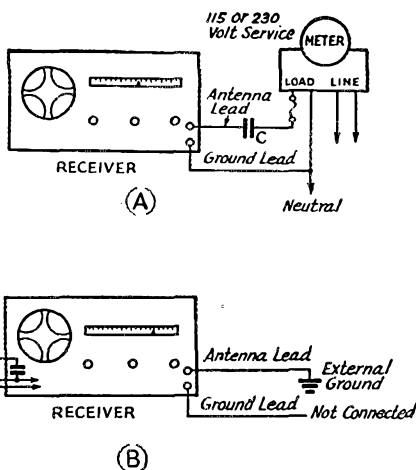 115 or 230
Volt Service
METER
LOAD LINE
Antenna
Lead
C
Ground Lead
RECEIVER
Neutral
(A)
Antenna Lead
External
Ground
Ground Lead
Not Connected
RECEIVER
(B)